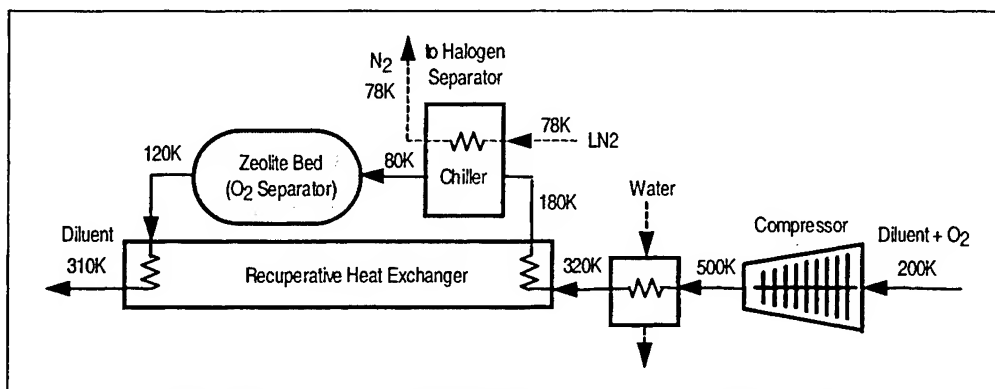 N2
78K
to Halogen
Separator
78K
LN2
120K
Zeolite Bed
(O2 Separator)
80K
Chiller
180K
Water
Compressor
Diluent
310K
Recuperative Heat Exchanger
320K
500K
Diluent + O2
200K